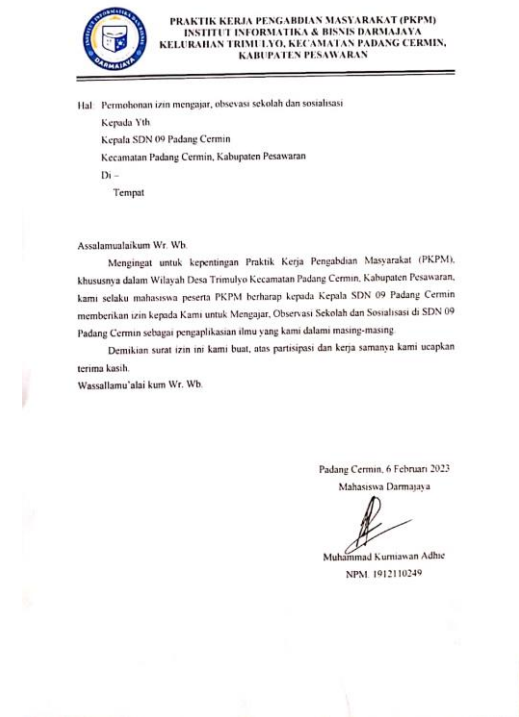 INSTITUT INFORMATIKA DAN BISNIS
DARMAJAYA
PRAKTIK KERJA PENGABDIAN MASYARAKAT (PKPM)
INSTITUT INFORMATIKA & BISNIS DARMAJAYA
KELURAHAN TRIMULYO, KECAMATAN PADANG CERMIN,
KABUPATEN PESAWARAN
Hal: Permohonan izin mengajar, obsevasi sekolah dan sosialisasi
Kepada Yth.
Kepala SDN 09 Padang Cermin
Kecamatan Padang Cermin, Kabupaten Pesawaran
Di –
Tempat
Assalamualaikum Wr. Wb.
Mengingat untuk kepentingan Praktik Kerja Pengabdian Masyarakat (PKPM),
khususnya dalam Wilayah Desa Trimulyo Kecamatan Padang Cermin, Kabupaten Pesawaran,
kami selaku mahasiswa peserta PKPM berharap kepada Kepala SDN 09 Padang Cermin
memberikan izin kepada Kami untuk Mengajar, Observasi Sekolah dan Sosialisasi di SDN 09
Padang Cermin sebagai pengaplikasian ilmu yang kami dalami masing-masing.
Demikian surat izin ini kami buat, atas partisipasi dan kerja samanya kami ucapkan
terima kasih.
Wassallamu'alai kum Wr. Wb.
Padang Cermin, 6 Februari 2023
Mahasiswa Darmajaya
Muhammad Kurniawan Adhie
NPM. 1912110249